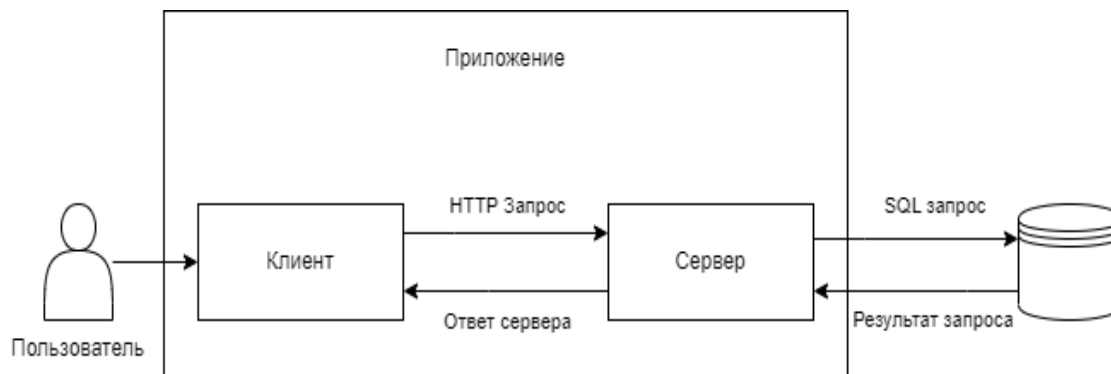 Приложение
HTTP Запрос
SQL запрос
Клиент
Сервер
Ответ сервера
Результат запроса
Пользователь